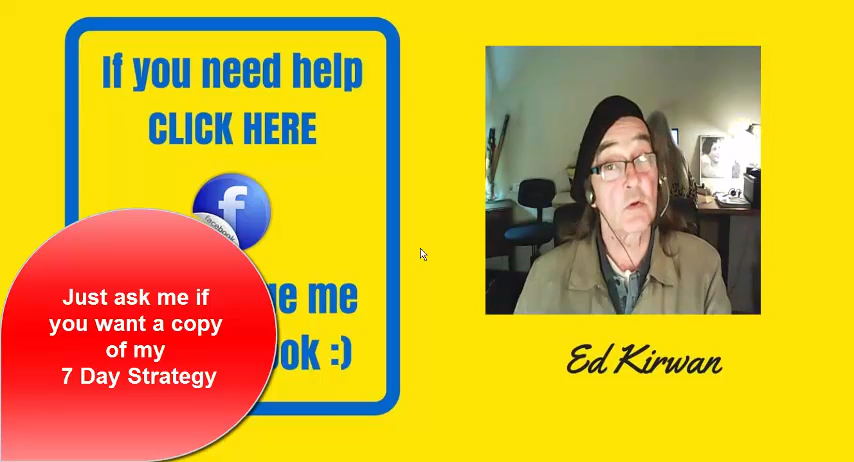 If you need help
CLICK HERE
facebook
me
:)
Just ask me if
you want a copy
of my
7 Day Strategy
Ed Kirwan